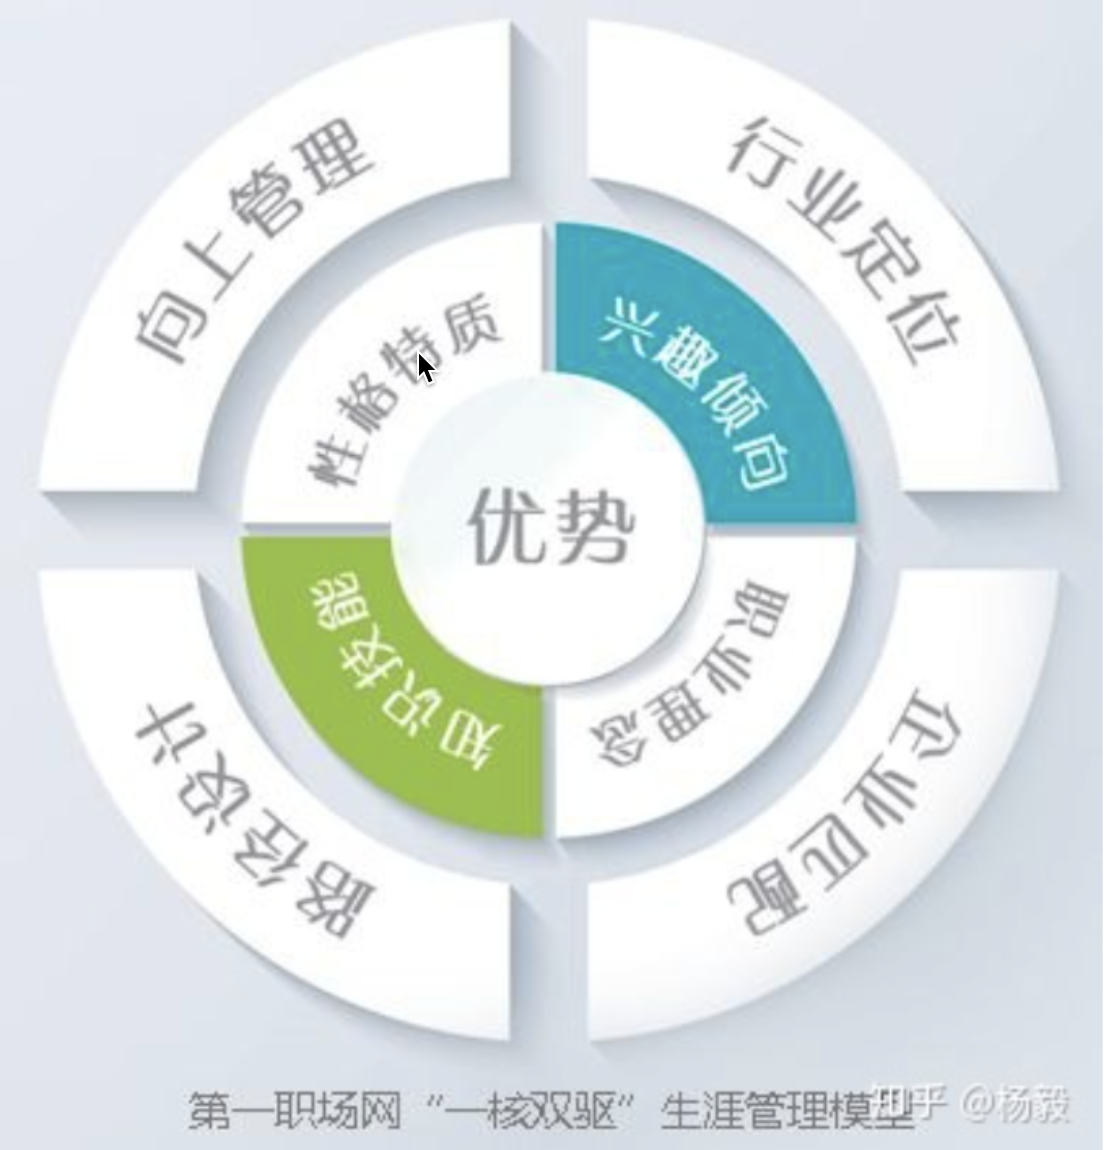 向上管理
行业定位
性格特质
兴趣倾向
优势
知识技能
职业理念
路径设计
企业匹配
第一职场网“一核双驱”生涯管理模型
知乎 @杨毅